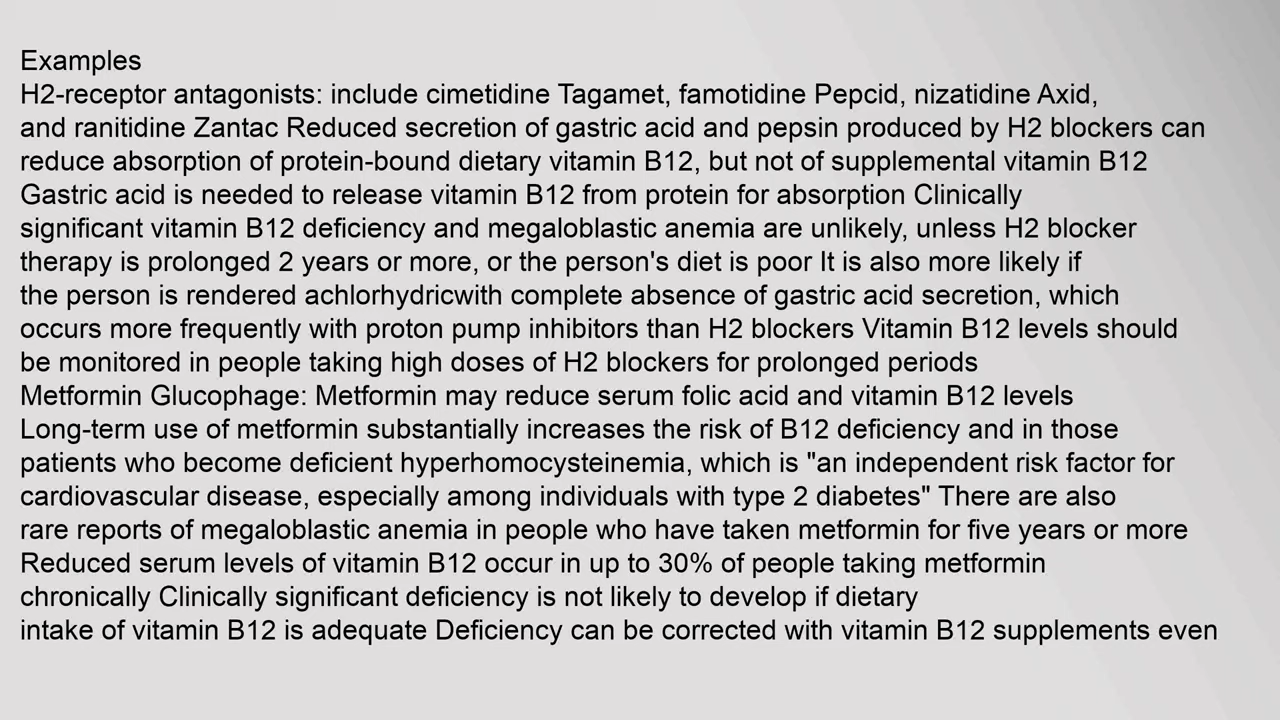 Examples
H2-receptor antagonists: include cimetidine Tagamet, famotidine Pepcid, nizatidine Axid,
and ranitidine Zantac Reduced secretion of gastric acid and pepsin produced by H2 blockers can
reduce absorption of protein-bound dietary vitamin B12, but not of supplemental vitamin B12
Gastric acid is needed to release vitamin B12 from protein for absorption Clinically
significant vitamin B12 deficiency and megaloblastic anemia are unlikely, unless H2 blocker
therapy is prolonged 2 years or more, or the person's diet is poor It is also more likely if
the person is rendered achlorhydricwith complete absence of gastric acid secretion, which
occurs more frequently with proton pump inhibitors than H2 blockers Vitamin B12 levels should
be monitored in people taking high doses of H2 blockers for prolonged periods
Metformin Glucophage: Metformin may reduce serum folic acid and vitamin B12 levels
Long-term use of metformin substantially increases the risk of B12 deficiency and in those
patients who become deficient hyperhomocysteinemia, which is "an independent risk factor for
cardiovascular disease, especially among individuals with type 2 diabetes" There are also
rare reports of megaloblastic anemia in people who have taken metformin for five years or more
Reduced serum levels of vitamin B12 occur in up to 30% of people taking metformin
chronically Clinically significant deficiency is not likely to develop if dietary
intake of vitamin B12 is adequate Deficiency can be corrected with vitamin B12 supplements even